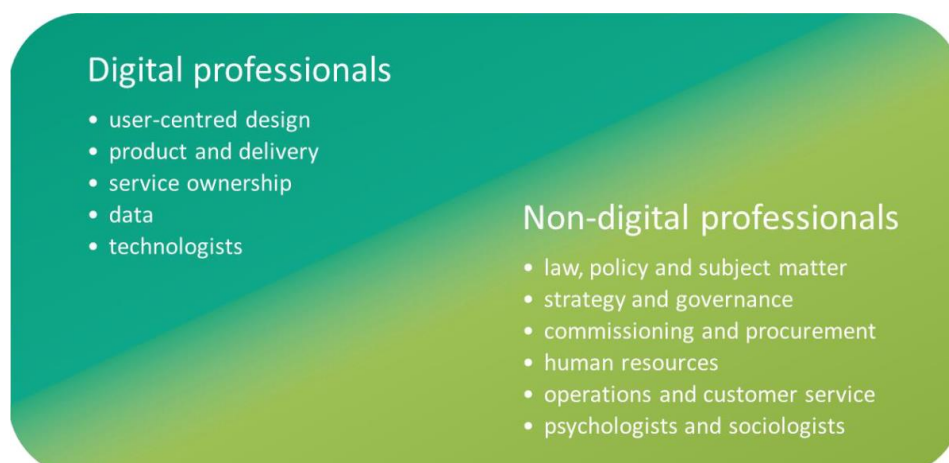 Digital professionals
• user-centred design
• product and delivery
• service ownership
• data
• technologists
Non-digital professionals
• law, policy and subject matter
• strategy and governance
• commissioning and procurement
• human resources
• operations and customer service
• psychologists and sociologists